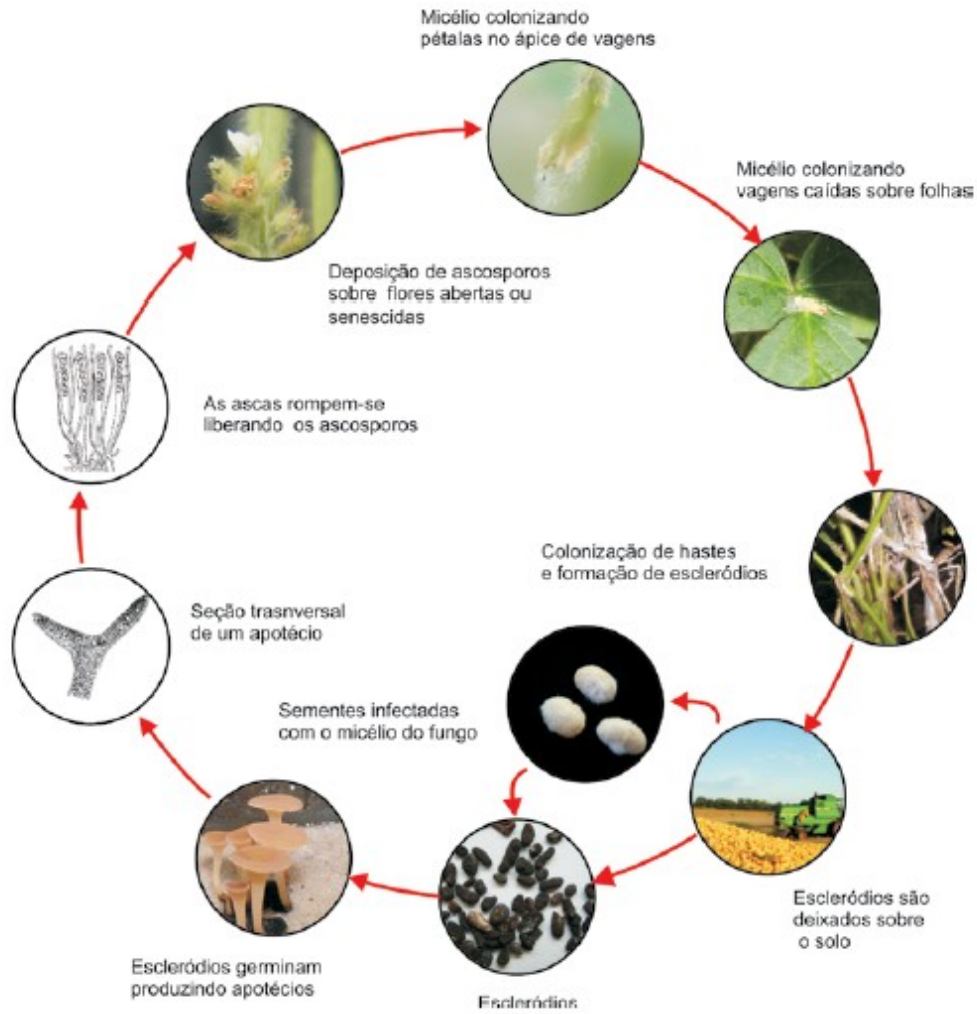 Micélio colonizando
pétalas no ápice de vagens
Micélio colonizando
vagens caídas sobre folhas
Deposição de ascosporos
sobre flores abertas ou
senescidas
As ascas rompem-se
liberando os ascosporos
Colonização de hastes
e formação de escleródios
Seção trasnversal
de um apotécio
Sementes infectadas
com o micélio do fungo
Escleródios são
deixados sobre
o solo
Escleródios germinam
produzindo apotécios
Escleródios